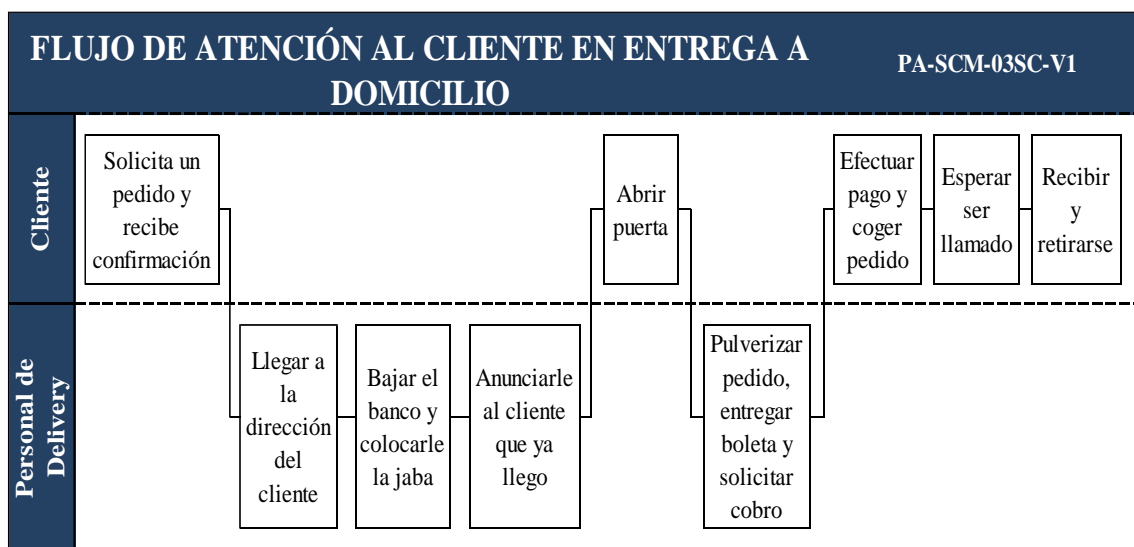 FLUJO DE ATENCIÓN AL CLIENTE EN ENTREGA A
DOMICILIO
PA-SCM-03SC-V1
Cliente
Solicita un
pedido y
recibe
confirmación
Abrir
puerta
Efectuar
pago y
coger
pedido
Esperar
ser
llamado
Recibir
y
retirarse
Personal de
Delivery
Llegar a
la
dirección
del
cliente
Bajar el
banco y
colocarle
la jaba
Anunciarle
al cliente
que ya
llego
Pulverizar
pedido,
entregar
boleta y
solicitar
cobro